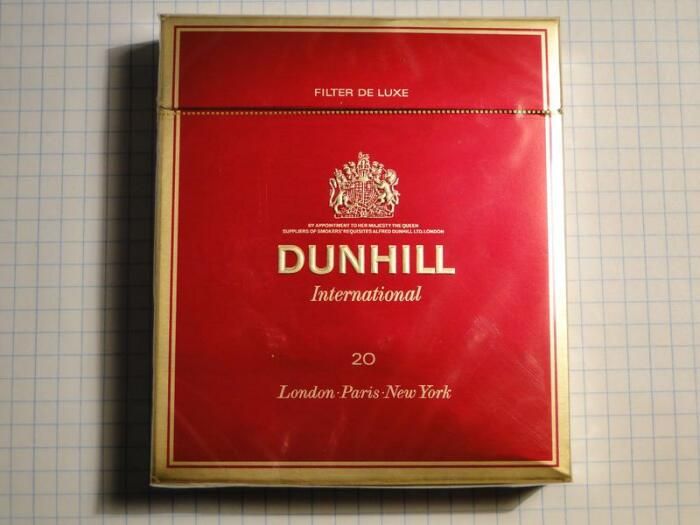 FILTER DE LUXE
BY APPOINTMENT TO HER MAJESTY THE QUEEN
SUPPLIERS OF SMOKERS' REQUISITES ALFRED DUNHILL LTD. LONDON
DUNHILL
International
20
London·Paris·New York